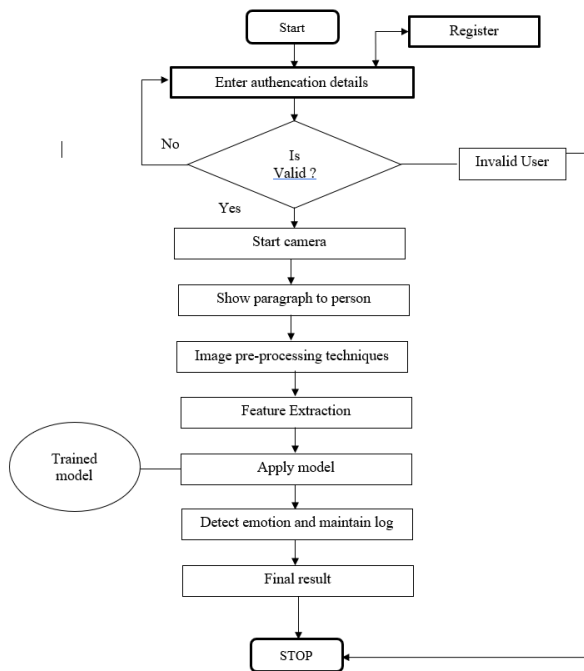 Start
Register
Enter authencation details
No
Is
Valid ?
Invalid User
Yes
Start camera
Show paragraph to person
Image pre-processing techniques
Feature Extraction
Trained
model
Apply model
Detect emotion and maintain log
Final result
STOP